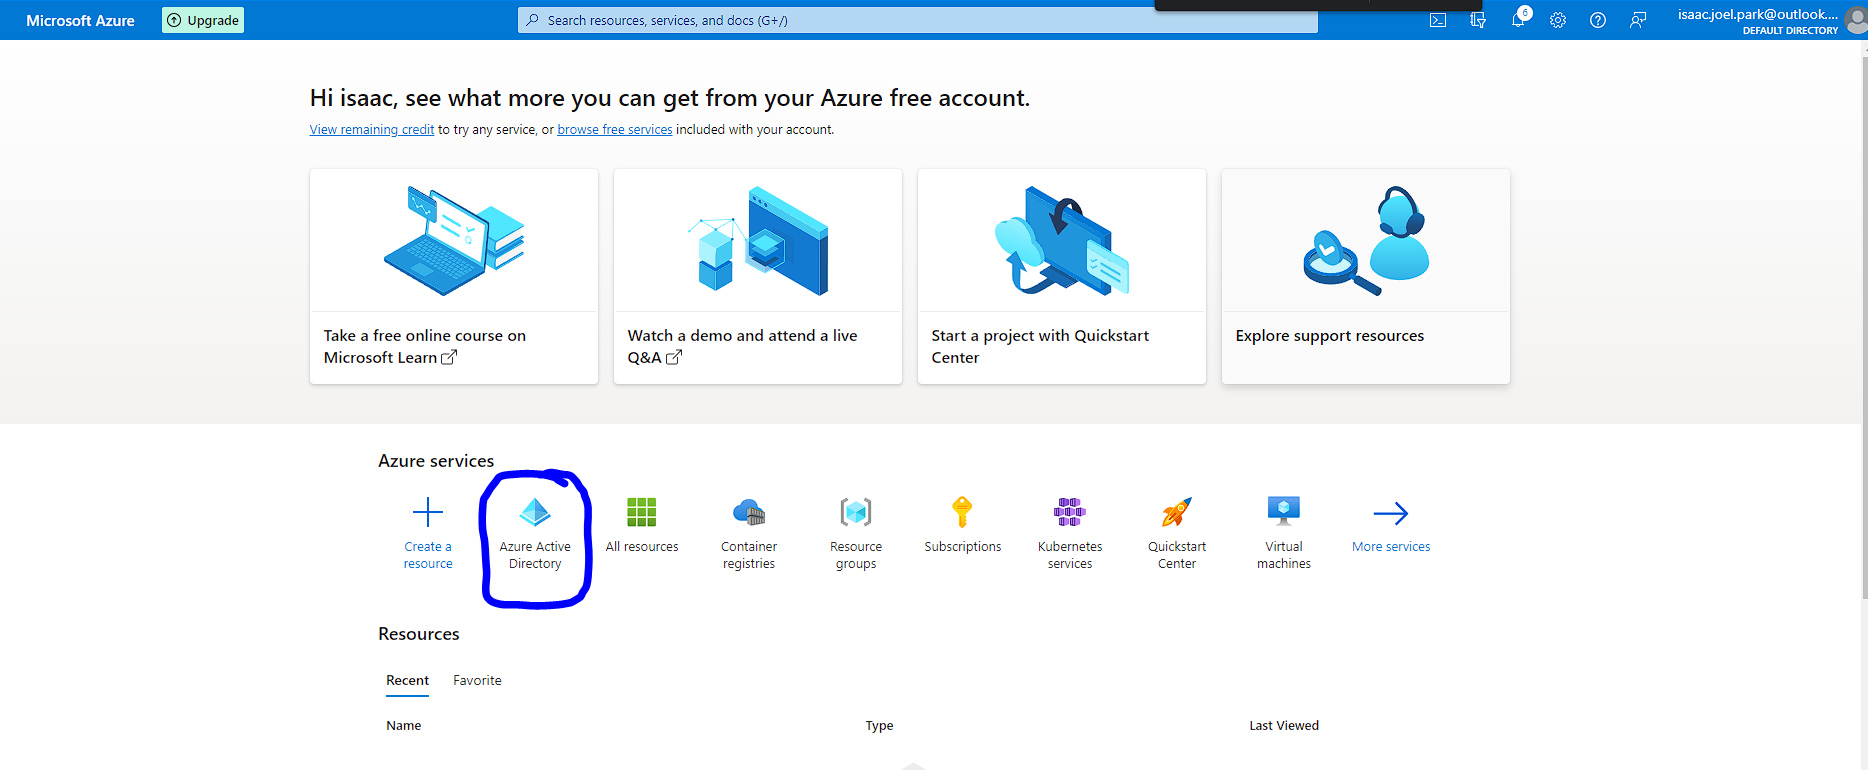 Microsoft Azure
Upgrade
Search resources, services, and docs (G+/)
6
isaac.joel.park@outlook....
DEFAULT DIRECTORY
Hi isaac, see what more you can get from your Azure free account.
View remaining credit to try any service, or browse free services included with your account.
Take a free online course on
Microsoft Learn
Watch a demo and attend a live
Q&A
Start a project with Quickstart
Center
Explore support resources
Azure services
Create a
resource
Azure Active
Directory
All resources
Container
registries
Resource
groups
Subscriptions
Kubernetes
services
Quickstart
Center
Virtual
machines
More services
Resources
Recent
Favorite
Name
Type
Last Viewed